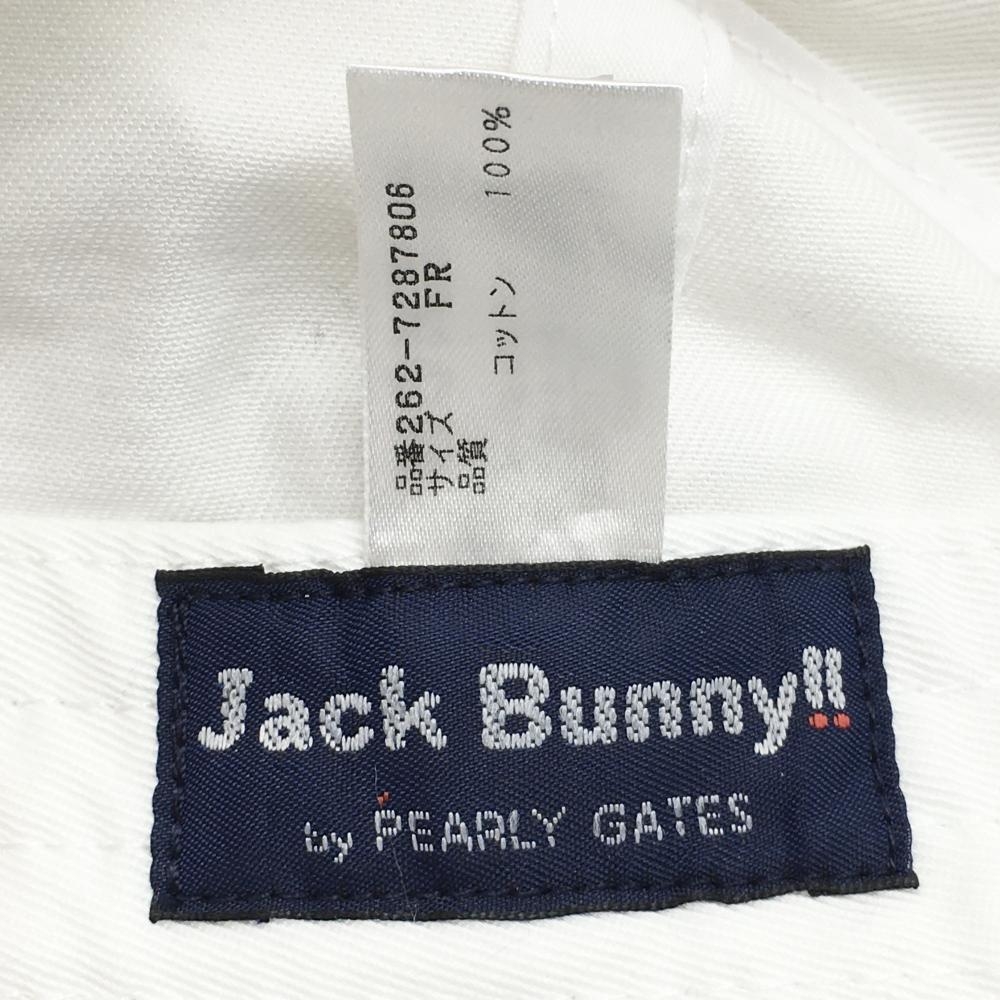 品番262-7287806
サイズ FR
品質
コットン 100%
Jack Bunny!!
by PEARLY GATES